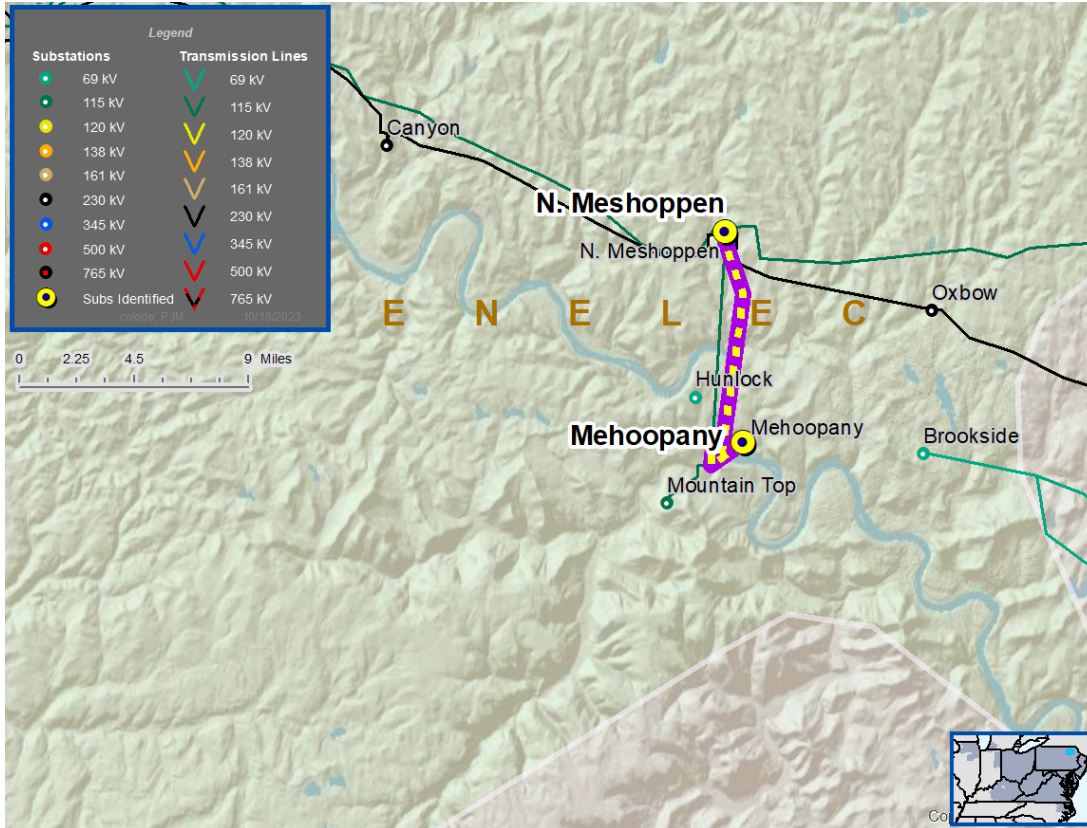 Legend
Substations
Transmission Lines
69 kV
69 kV
115 kV
115 kV
120 kV
120 kV
138 kV
138 kV
161 kV
161 kV
230 kV
230 kV
345 kV
345 kV
500 kV
500 kV
765 kV
Subs Identified
765 kV
colode, PJM
10/16/2023
Canyon
N. Meshoppen
N. Meshoppen
Oxbow
E N E L E C
0 2.25 4.5 9 Miles
Hunlock
Mehoopany
Mehoopany
Brookside
Mountain Top